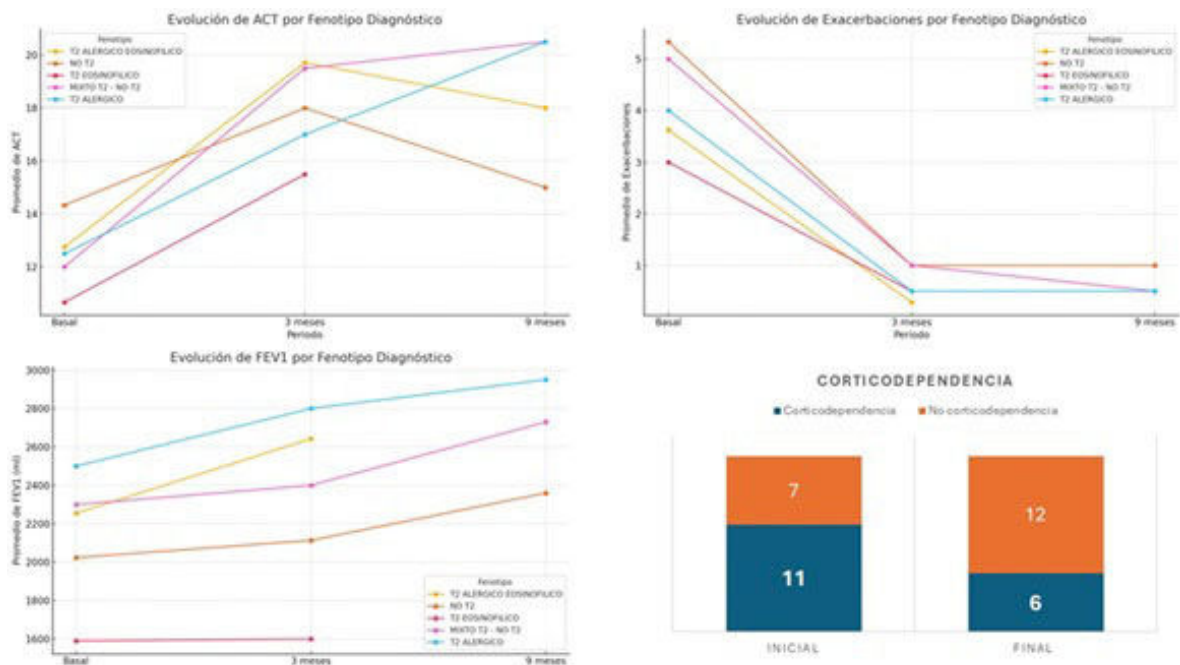 Evolución de ACT por Fenotipo Diagnóstico
Fenotipo
T2 ALERGICO EOSINOFILICO
NO T2
T2 EOSINOFILICO
MIXTO T2 - NO T2
T2 ALERGICO
Promedio de ACT
20
18
16
14
12
Basal
3 meses
9 meses
Período
Evolución de Exacerbaciones por Fenotipo Diagnóstico
Fenotipo
T2 ALERGICO EOSINOFILICO
NO T2
T2 EOSINOFILICO
MIXTO T2 - NO T2
T2 ALERGICO
Promedio de Exacerbaciones
5
4
3
2
1
Basal
3 meses
9 meses
Período
Evolución de FEV1 por Fenotipo Diagnóstico
Promedio de FEV1 (ml)
3000
2800
2600
2400
2200
2000
1800
1600
Fenotipo
T2 ALERGICO EOSINOFILICO
NO T2
T2 EOSINOFILICO
MIXTO T2 - NO T2
T2 ALERGICO
Basal
3 meses
9 meses
CORTICODEPENDENCIA
Corticodependencia No corticodependencia
7
11
12
6
INICIAL
FINAL